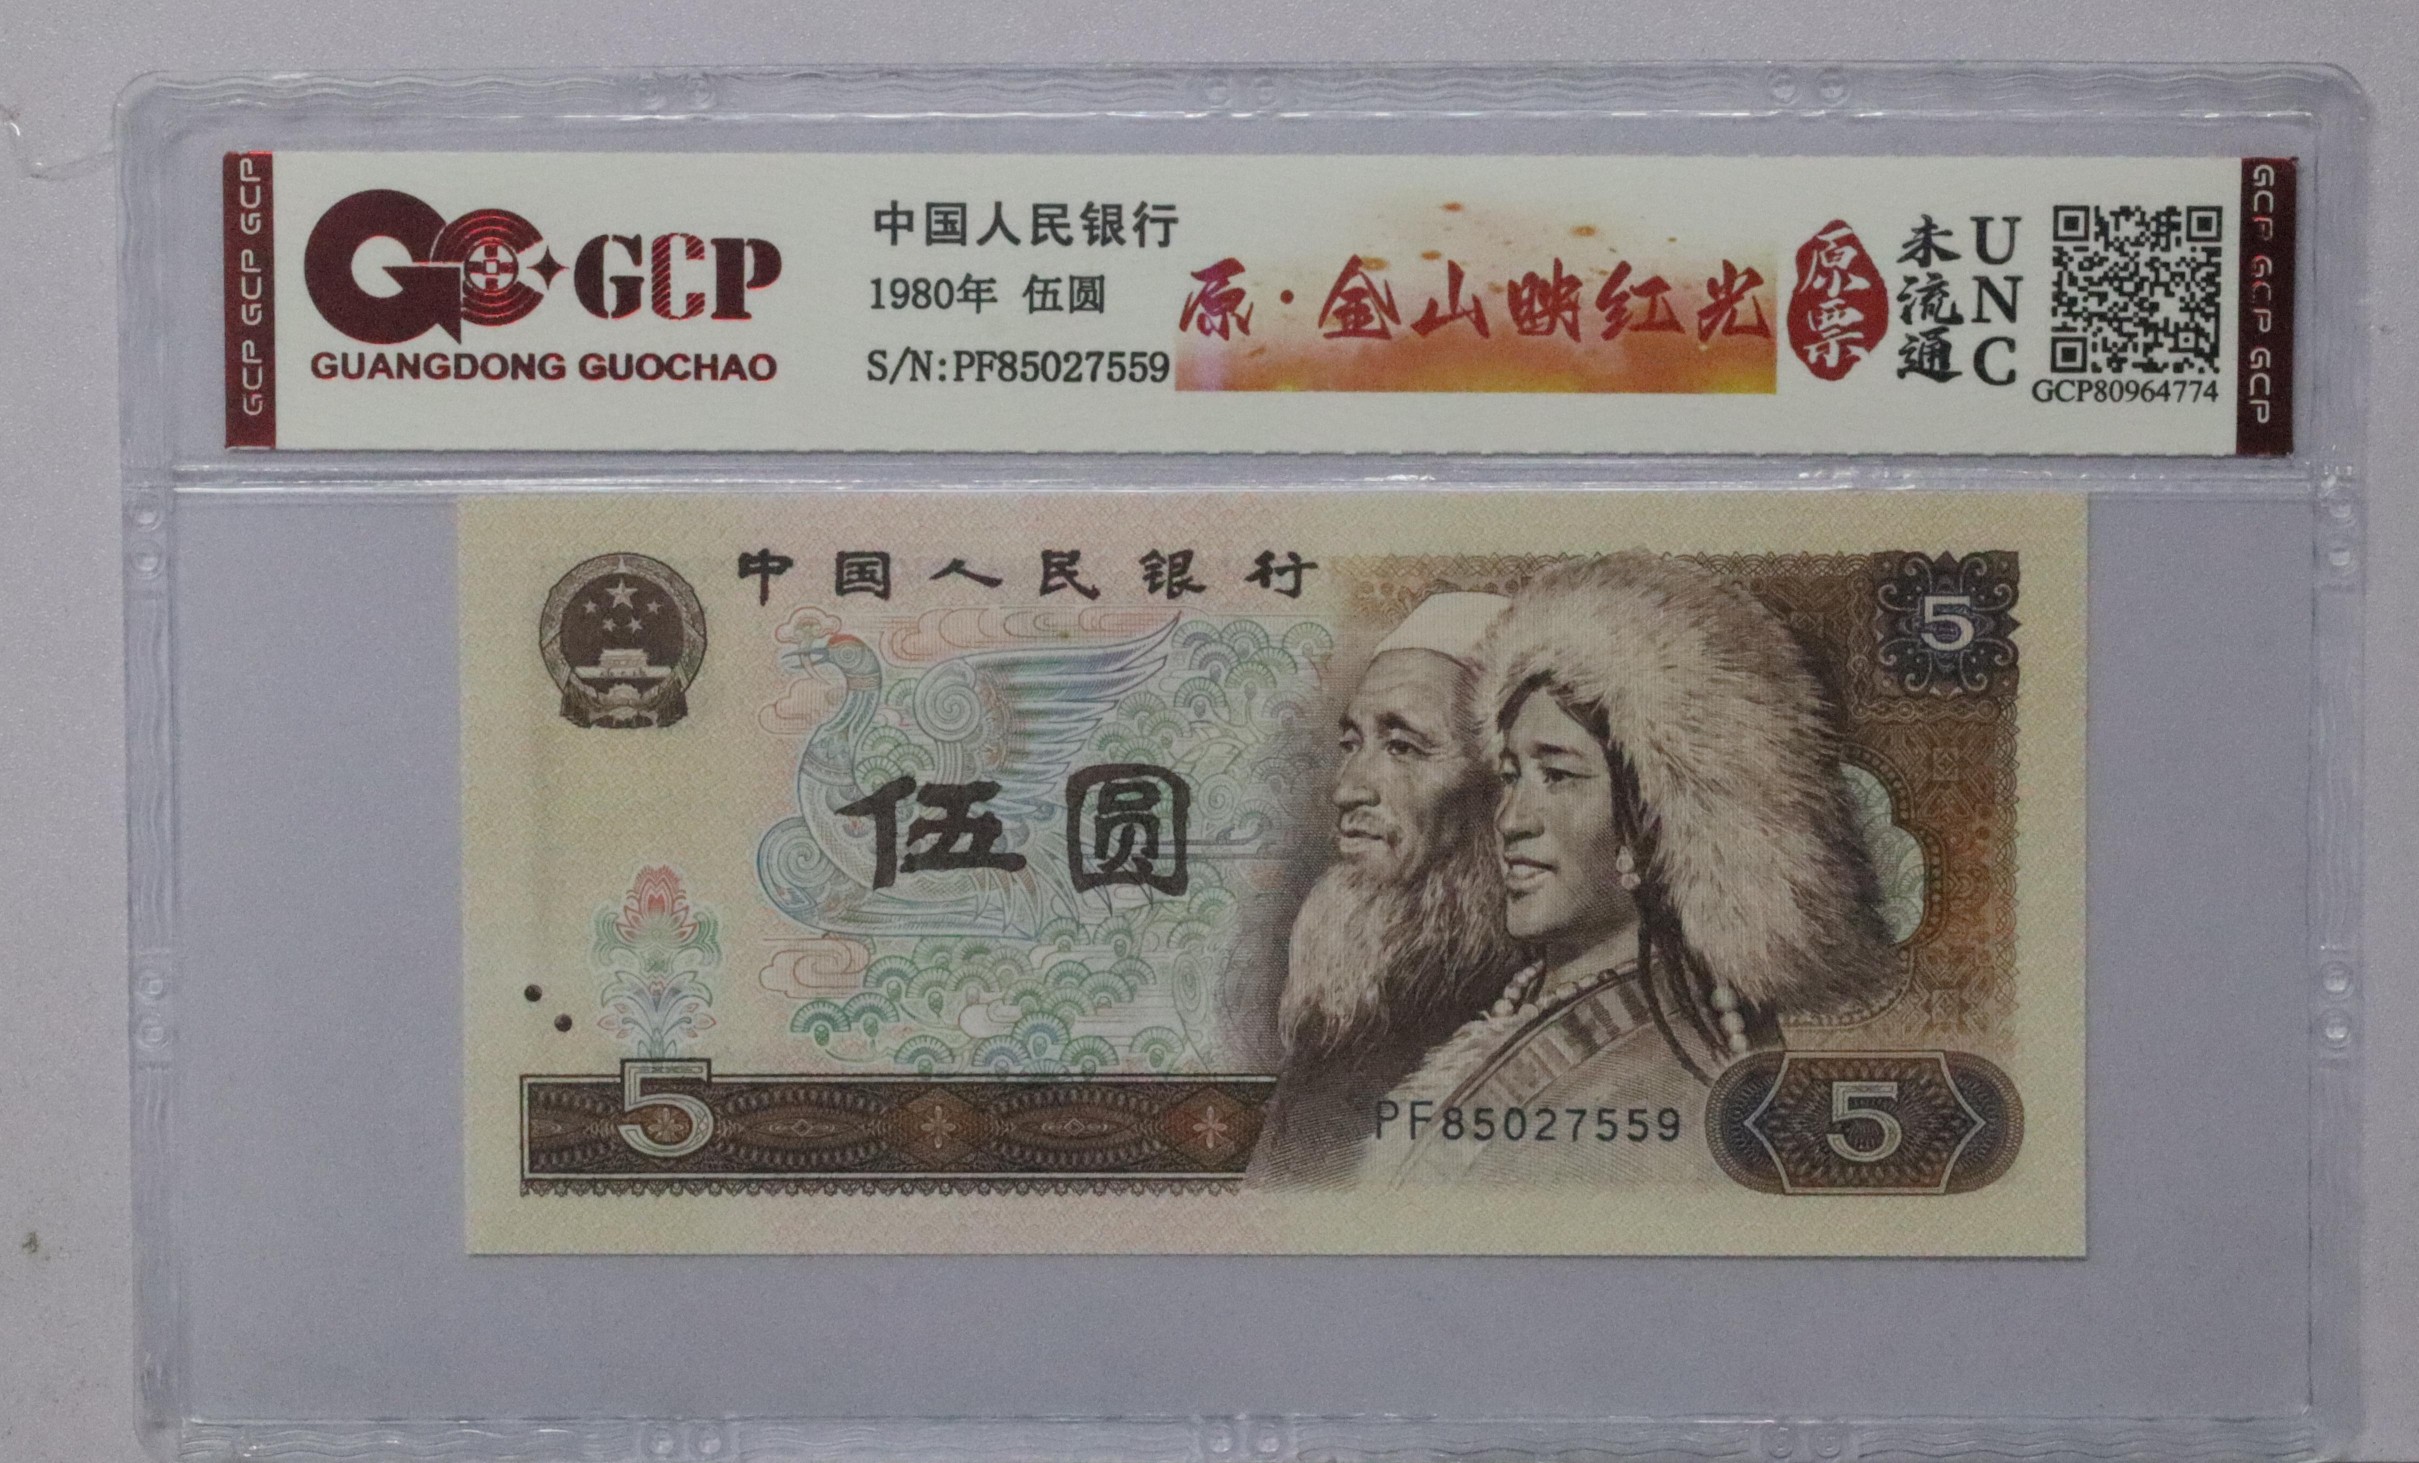 GCP GCP GCP
GCP
GUANGDONG GUOCHAO
中国人民银行
1980年 伍圆
S/N:PF85027559
原·金山映红光
原票
未流通
UNC
GCP80964774
GCP GCP GCP
中国人民银行
5
伍圆
5
PF85027559
5